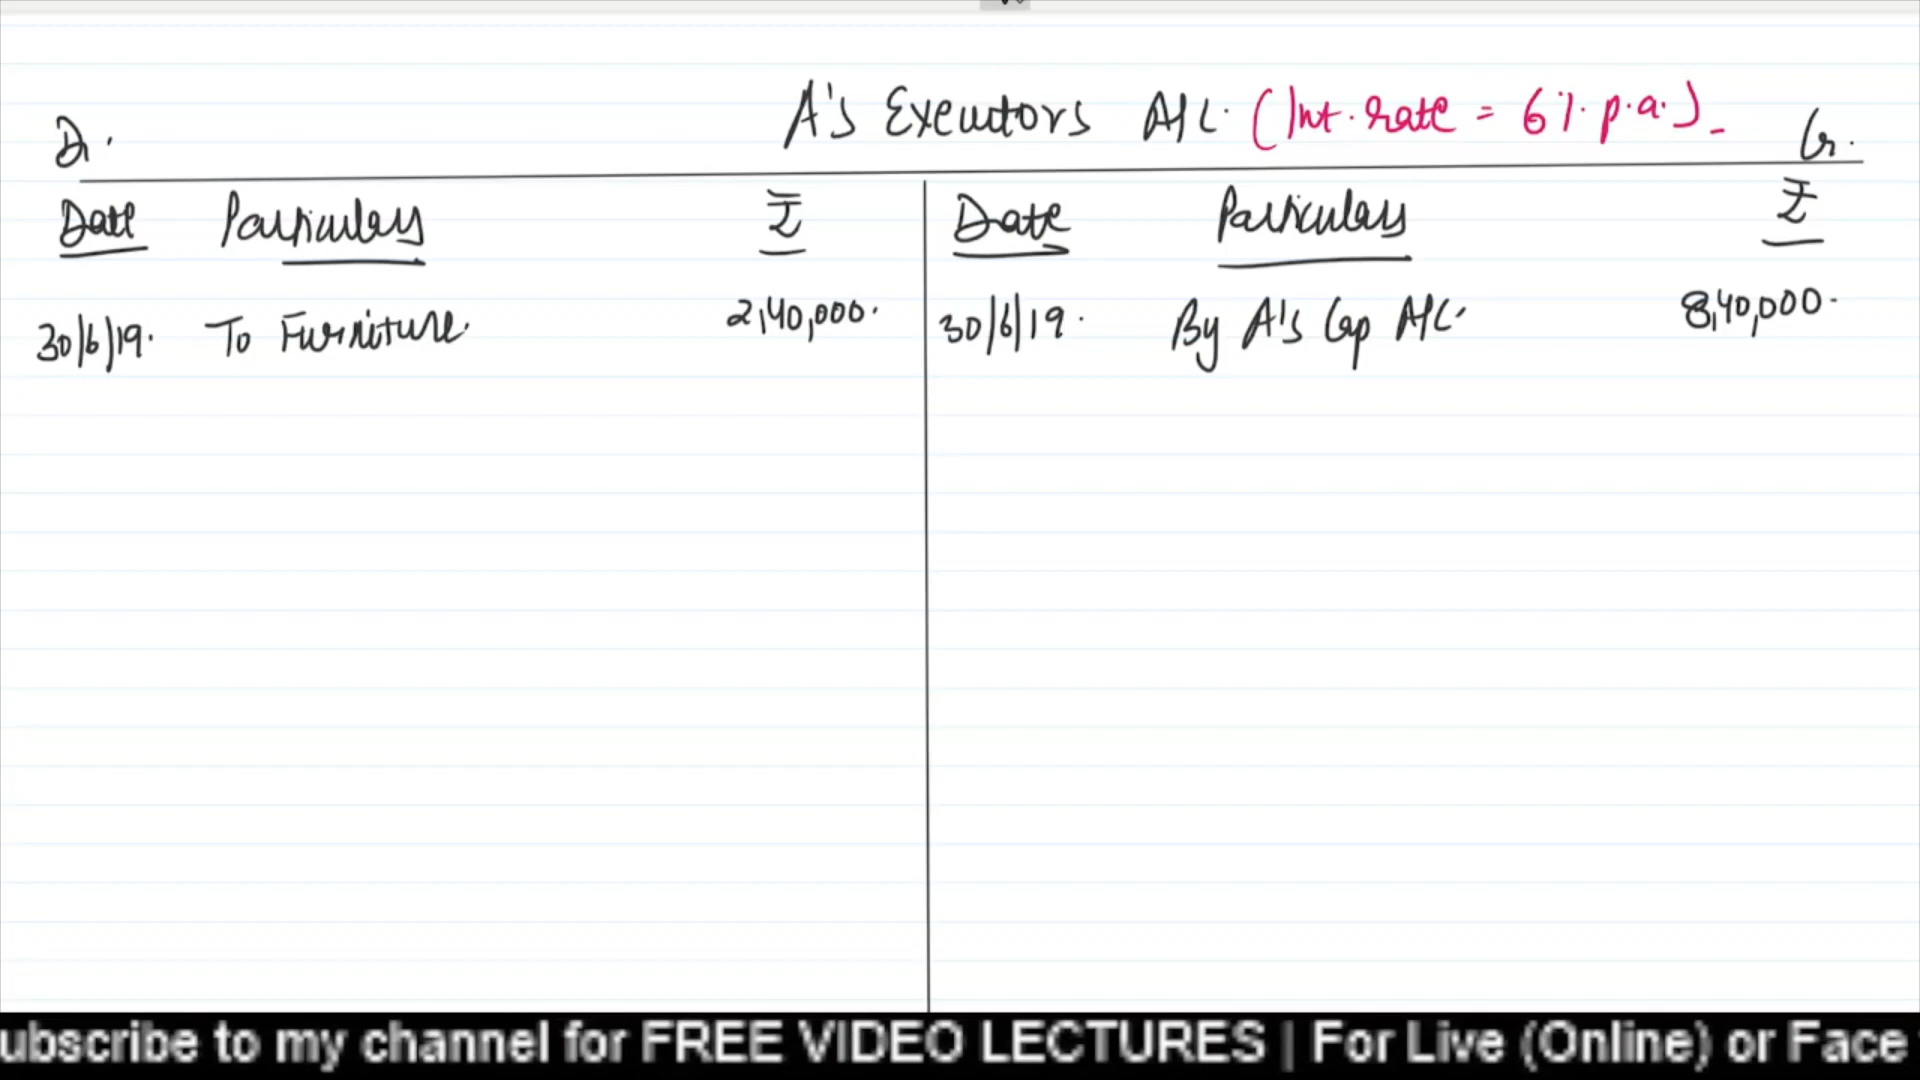 A's Executors A/c. (Int. rate = 6% p.a.)
Dr. Cr.
Date Particulars ₹ Date Particulars ₹
30/6/19. To Furniture. 2,40,000. 30/6/19. By A's Cap A/c. 8,40,000.
ubscribe to my channel for FREE VIDEO LECTURES | For Live (Online) or Face